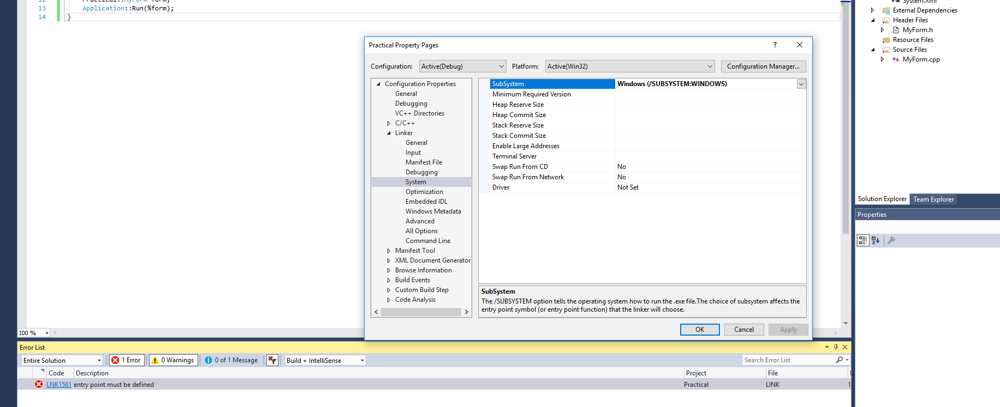 12 Practical::MyForm form;
13 Application::Run(%form);
14 }
System.Xml
External Dependencies
Header Files
MyForm.h
Resource Files
Source Files
MyForm.cpp
Practical Property Pages
?
Configuration: Active(Debug) Platform: Active(Win32) Configuration Manager...
Configuration Properties
General
Debugging
VC++ Directories
C/C++
Linker
General
Input
Manifest File
Debugging
System
Optimization
Embedded IDL
Windows Metadata
Advanced
All Options
Command Line
Manifest Tool
XML Document Generator
Browse Information
Build Events
Custom Build Step
Code Analysis
SubSystem Windows (/SUBSYSTEM:WINDOWS)
Minimum Required Version
Heap Reserve Size
Heap Commit Size
Stack Reserve Size
Stack Commit Size
Enable Large Addresses
Terminal Server
Swap Run From CD No
Swap Run From Network No
Driver Not Set
SubSystem
The /SUBSYSTEM option tells the operating system how to run the .exe file.The choice of subsystem affects the
entry point symbol (or entry point function) that the linker will choose.
OK Cancel Apply
Solution Explorer Team Explorer
Properties
100 %
Error List
Entire Solution 1 Error 0 Warnings 0 of 1 Message Build + IntelliSense Search Error List
Code Description Project File
LNK1561 entry point must be defined Practical LINK 1